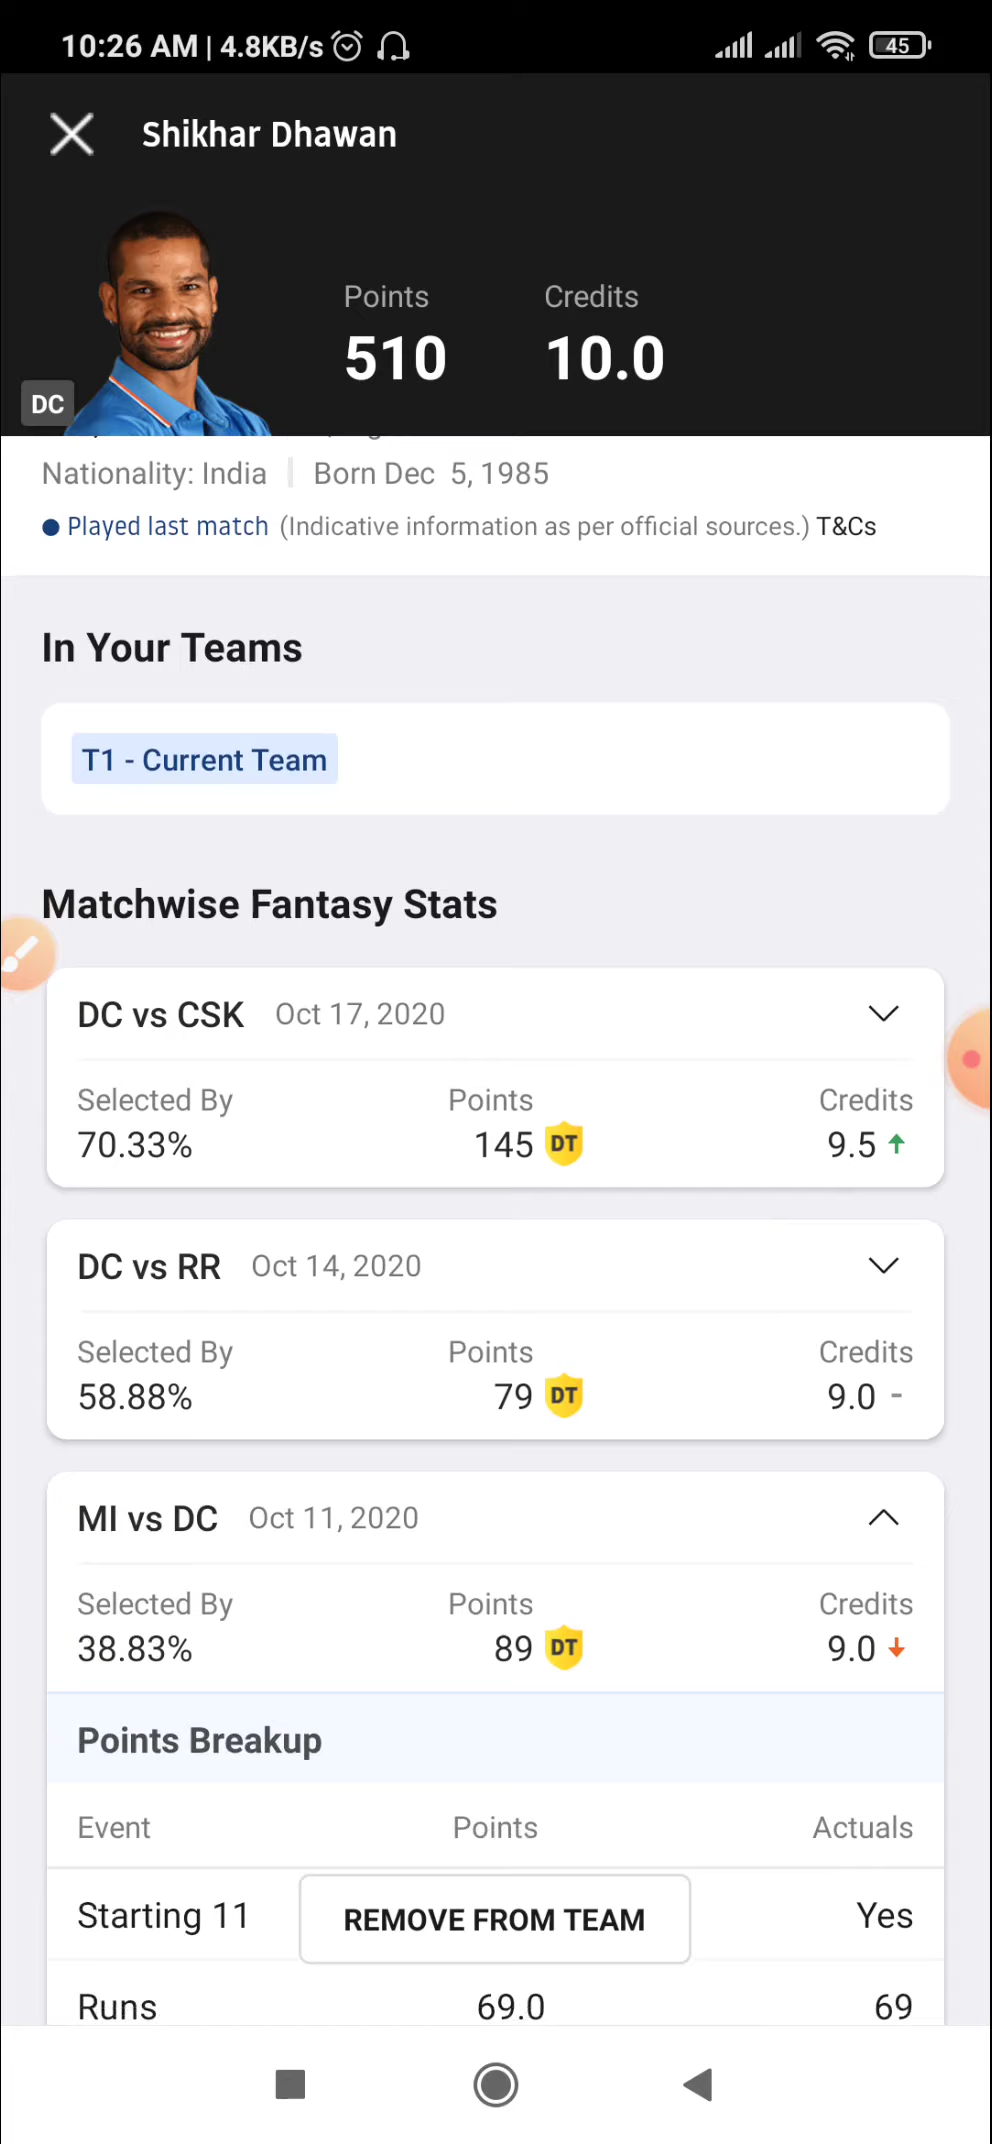 10:26 AM | 4.8KB/s 45
Shikhar Dhawan
Points Credits
510 10.0
DC
Nationality: India Born Dec 5, 1985
Played last match (Indicative information as per official sources.) T&Cs
In Your Teams
T1 - Current Team
Matchwise Fantasy Stats
DC vs CSK Oct 17, 2020
Selected By Points Credits
70.33% 145 DT 9.5
DC vs RR Oct 14, 2020
Selected By Points Credits
58.88% 79 DT 9.0 -
MI vs DC Oct 11, 2020
Selected By Points Credits
38.83% 89 DT 9.0
Points Breakup
Event Points Actuals
Starting 11 REMOVE FROM TEAM Yes
Runs 69.0 69